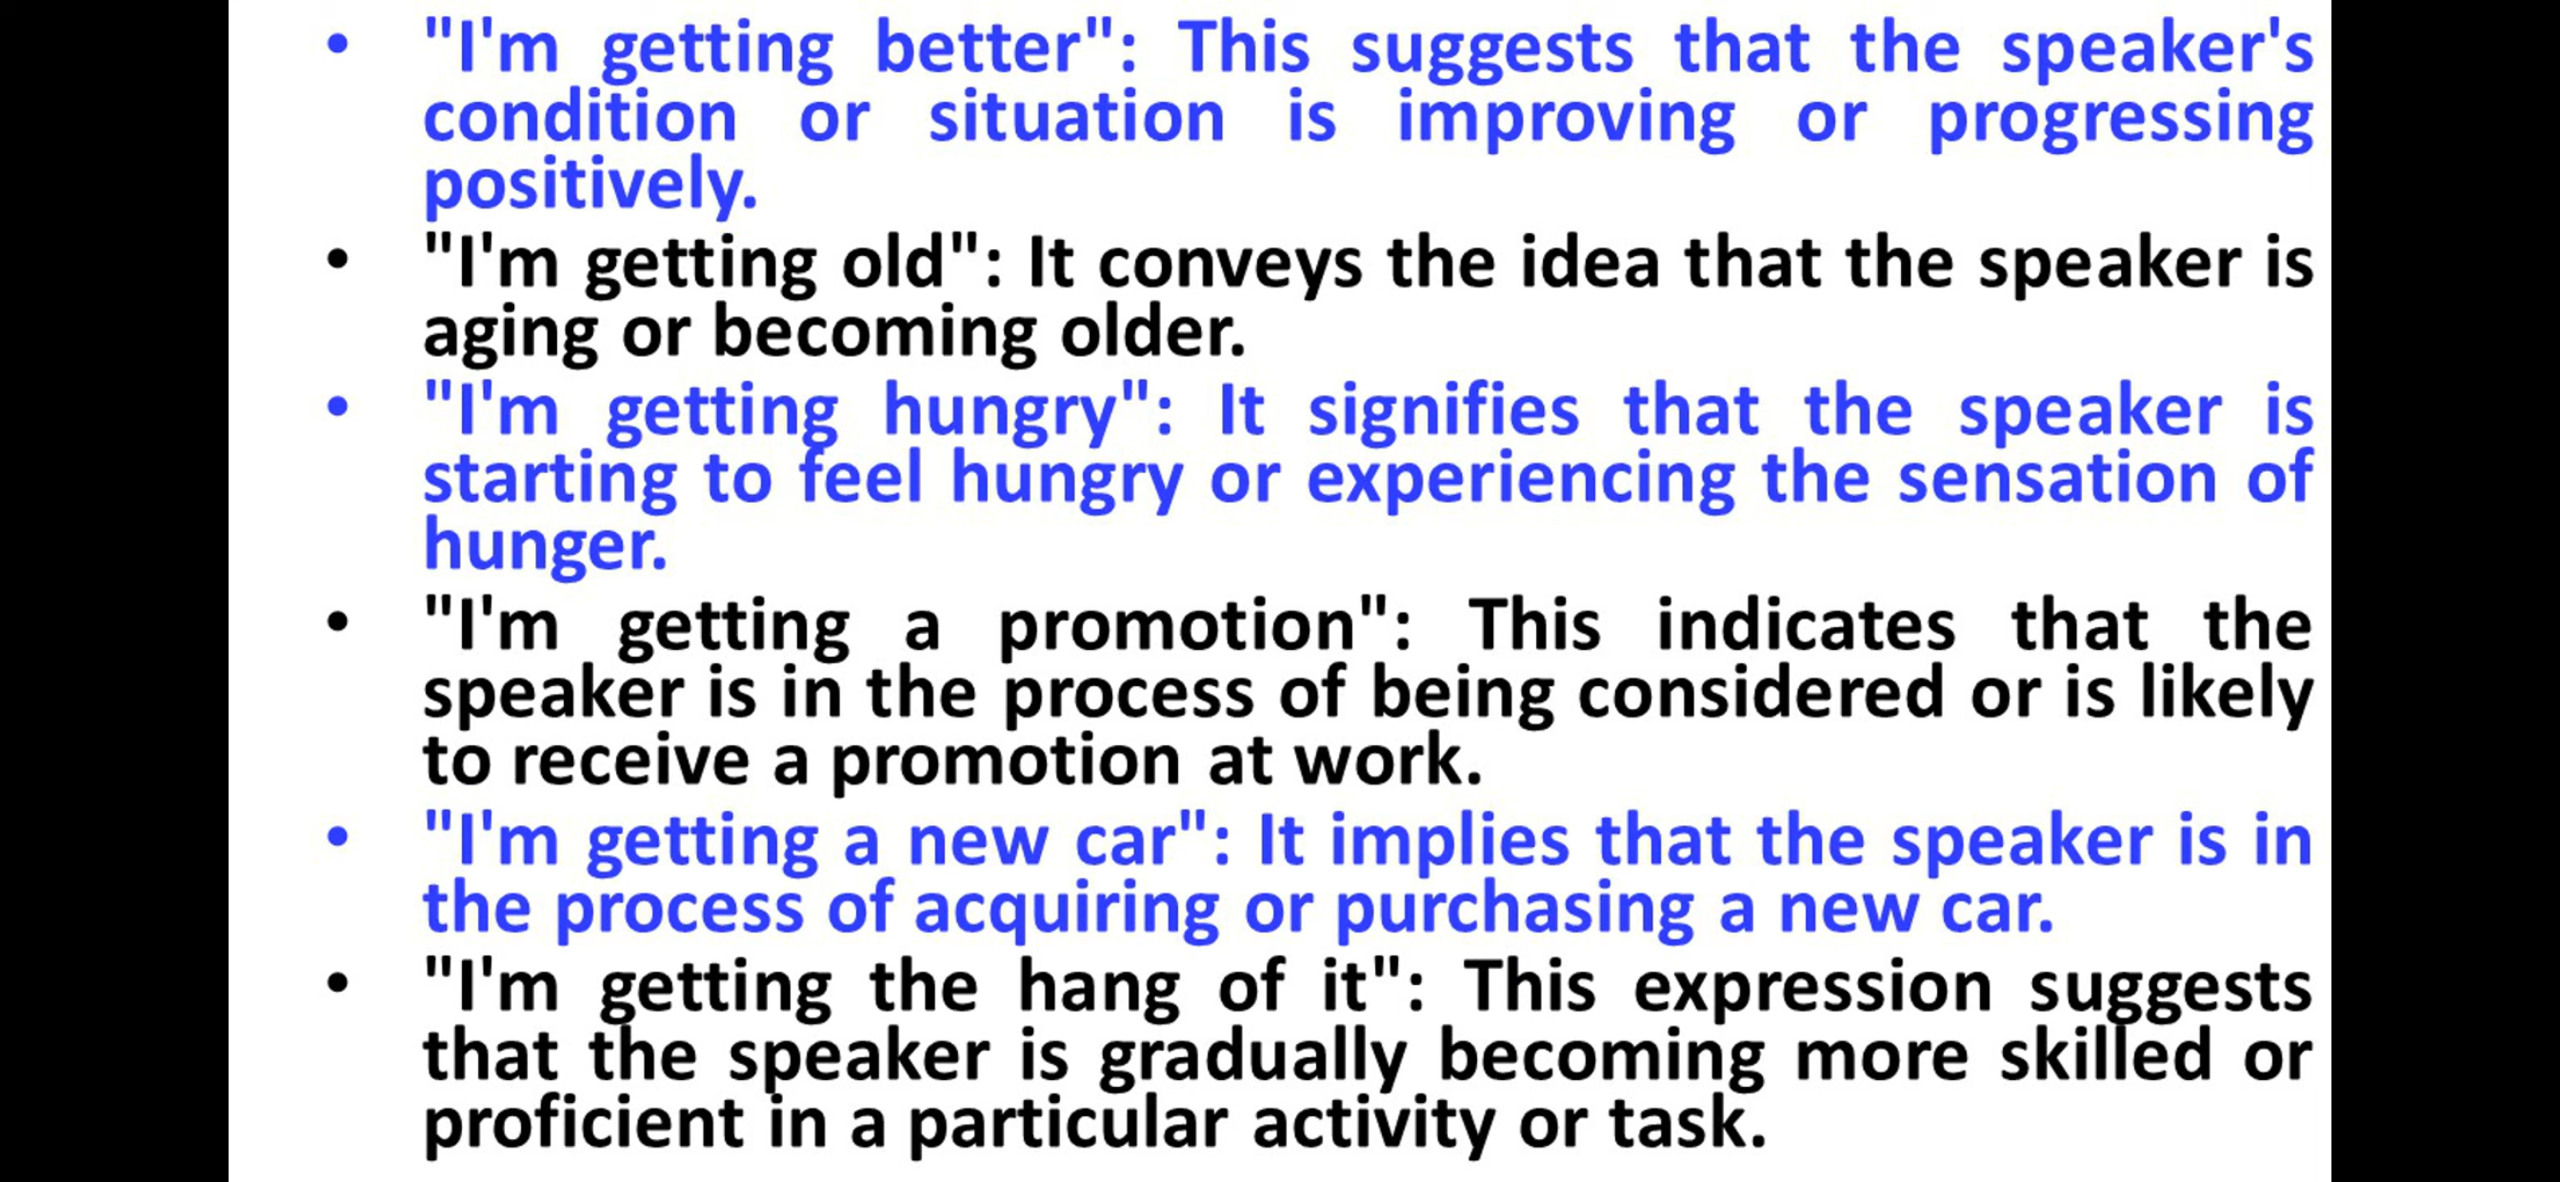 • "I'm getting better": This suggests that the speaker's
condition or situation is improving or progressing
positively.
• "I'm getting old": It conveys the idea that the speaker is
aging or becoming older.
• "I'm getting hungry": It signifies that the speaker is
starting to feel hungry or experiencing the sensation of
hunger.
• "I'm getting a promotion": This indicates that the
speaker is in the process of being considered or is likely
to receive a promotion at work.
• "I'm getting a new car": It implies that the speaker is in
the process of acquiring or purchasing a new car.
• "I'm getting the hang of it": This expression suggests
that the speaker is gradually becoming more skilled or
proficient in a particular activity or task.